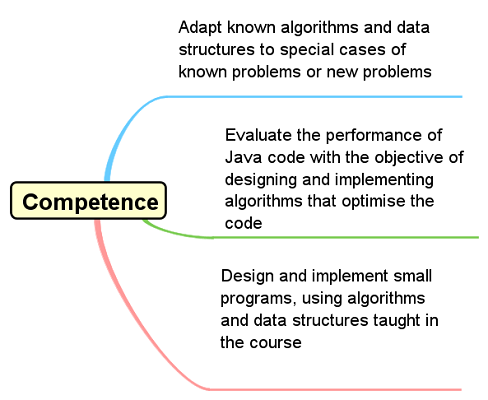 Adapt known algorithms and data
structures to special cases of
known problems or new problems
Evaluate the performance of
Java code with the objective of
designing and implementing
algorithms that optimise the
code
Competence
Design and implement small
programs, using algorithms
and data structures taught in
the course